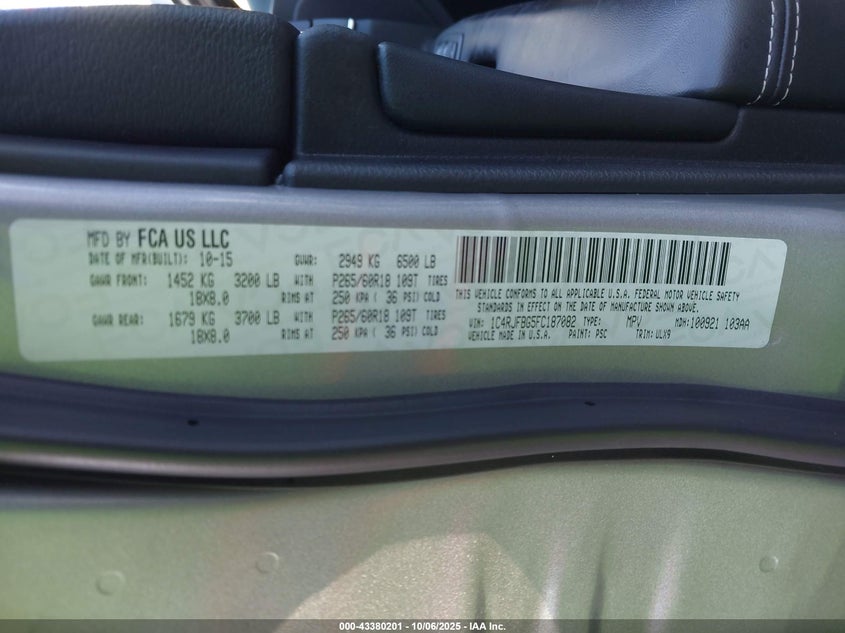 MFD BY FCA US LLC
DATE OF MFR(BUILT): 10-15 GVWR: 2949 KG 6500 LB
GAWR FRONT: 1452 KG 3200 LB WITH P265/60R18 109T TIRES
18X8.0 RIMS AT 250 KPA ( 36 PSI) COLD
GAWR REAR: 1679 KG 3700 LB WITH P265/60R18 109T TIRES
18X8.0 RIMS AT 250 KPA ( 36 PSI) COLD
THIS VEHICLE CONFORMS TO ALL APPLICABLE U.S.A. FEDERAL MOTOR VEHICLE SAFETY
STANDARDS IN EFFECT ON THE DATE OF MANUFACTURE SHOWN ABOVE.
VIN: 1C4RJFBG5FC187082 TYPE: MPV MDH: 100921 103AA
VEHICLE MADE IN U.S.A. PAINT: PSC TRIM: ULX9
000-43380201 - 10/06/2025 - IAA Inc.